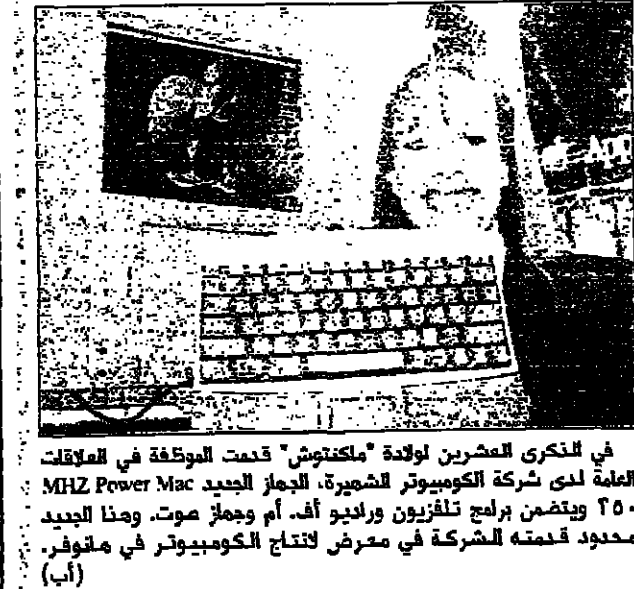 App
في الذكرى العشرين لولادة "ماكنتوش" قدمت الموظفة في العلاقات
العامة لدى شركة الكومبيوتر الشهيرة، الجهاز الجديد MHZ Power Mac
٢٥٠ ويتضمن برامج تلفزيون وراديو أف. أم وجهاز صوت. وهذا الجديد
محدود قدمته الشركة في معرض لانتاج الكومبيوتر في هانوفر.
(أب)